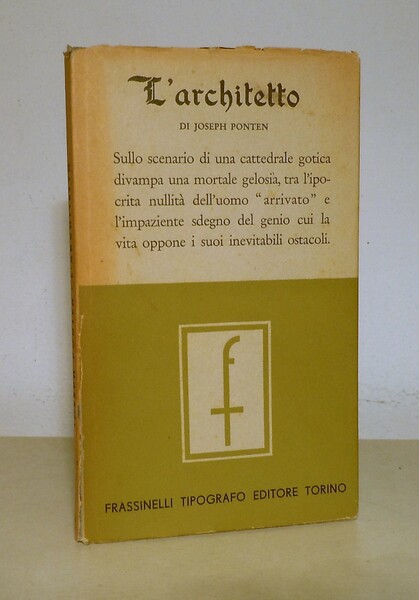 L'architetto
DI JOSEPH PONTEN
Sullo scenario di una cattedrale gotica
divampa una mortale gelosia, tra l'ipo-
crita nullità dell'uomo "arrivato" e
l'impaziente sdegno del genio cui la
vita oppone i suoi inevitabili ostacoli.
f
FRASSINELLI TIPOGRAFO EDITORE TORINO